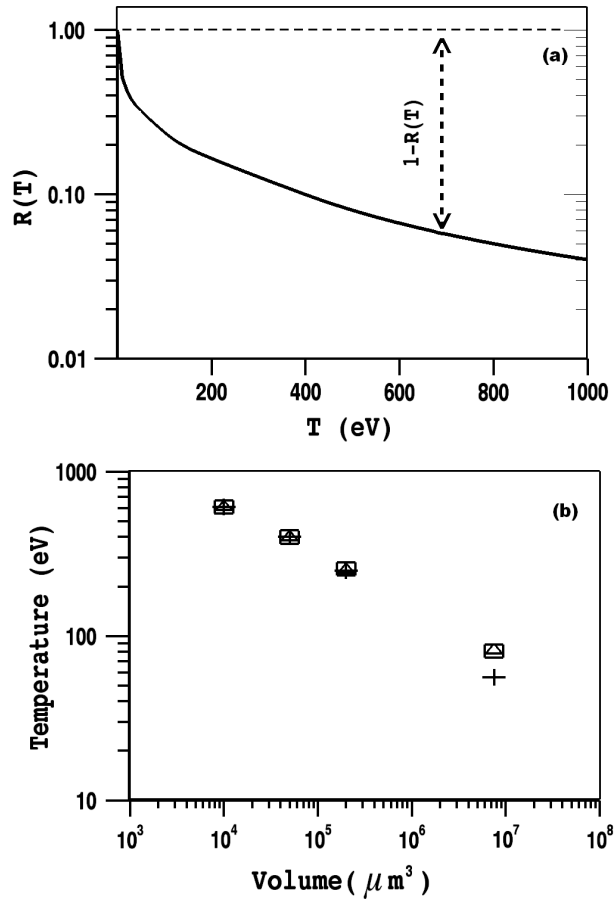 1.00
(a)
1-R(T)
R(T)
0.10
0.01
200 400 600 800 1000
T (eV)
1000
(b)
Temperature (eV)
100
10
10³ 10⁴ 10⁵ 10⁶ 10⁷ 10⁸
Volume( μm³)